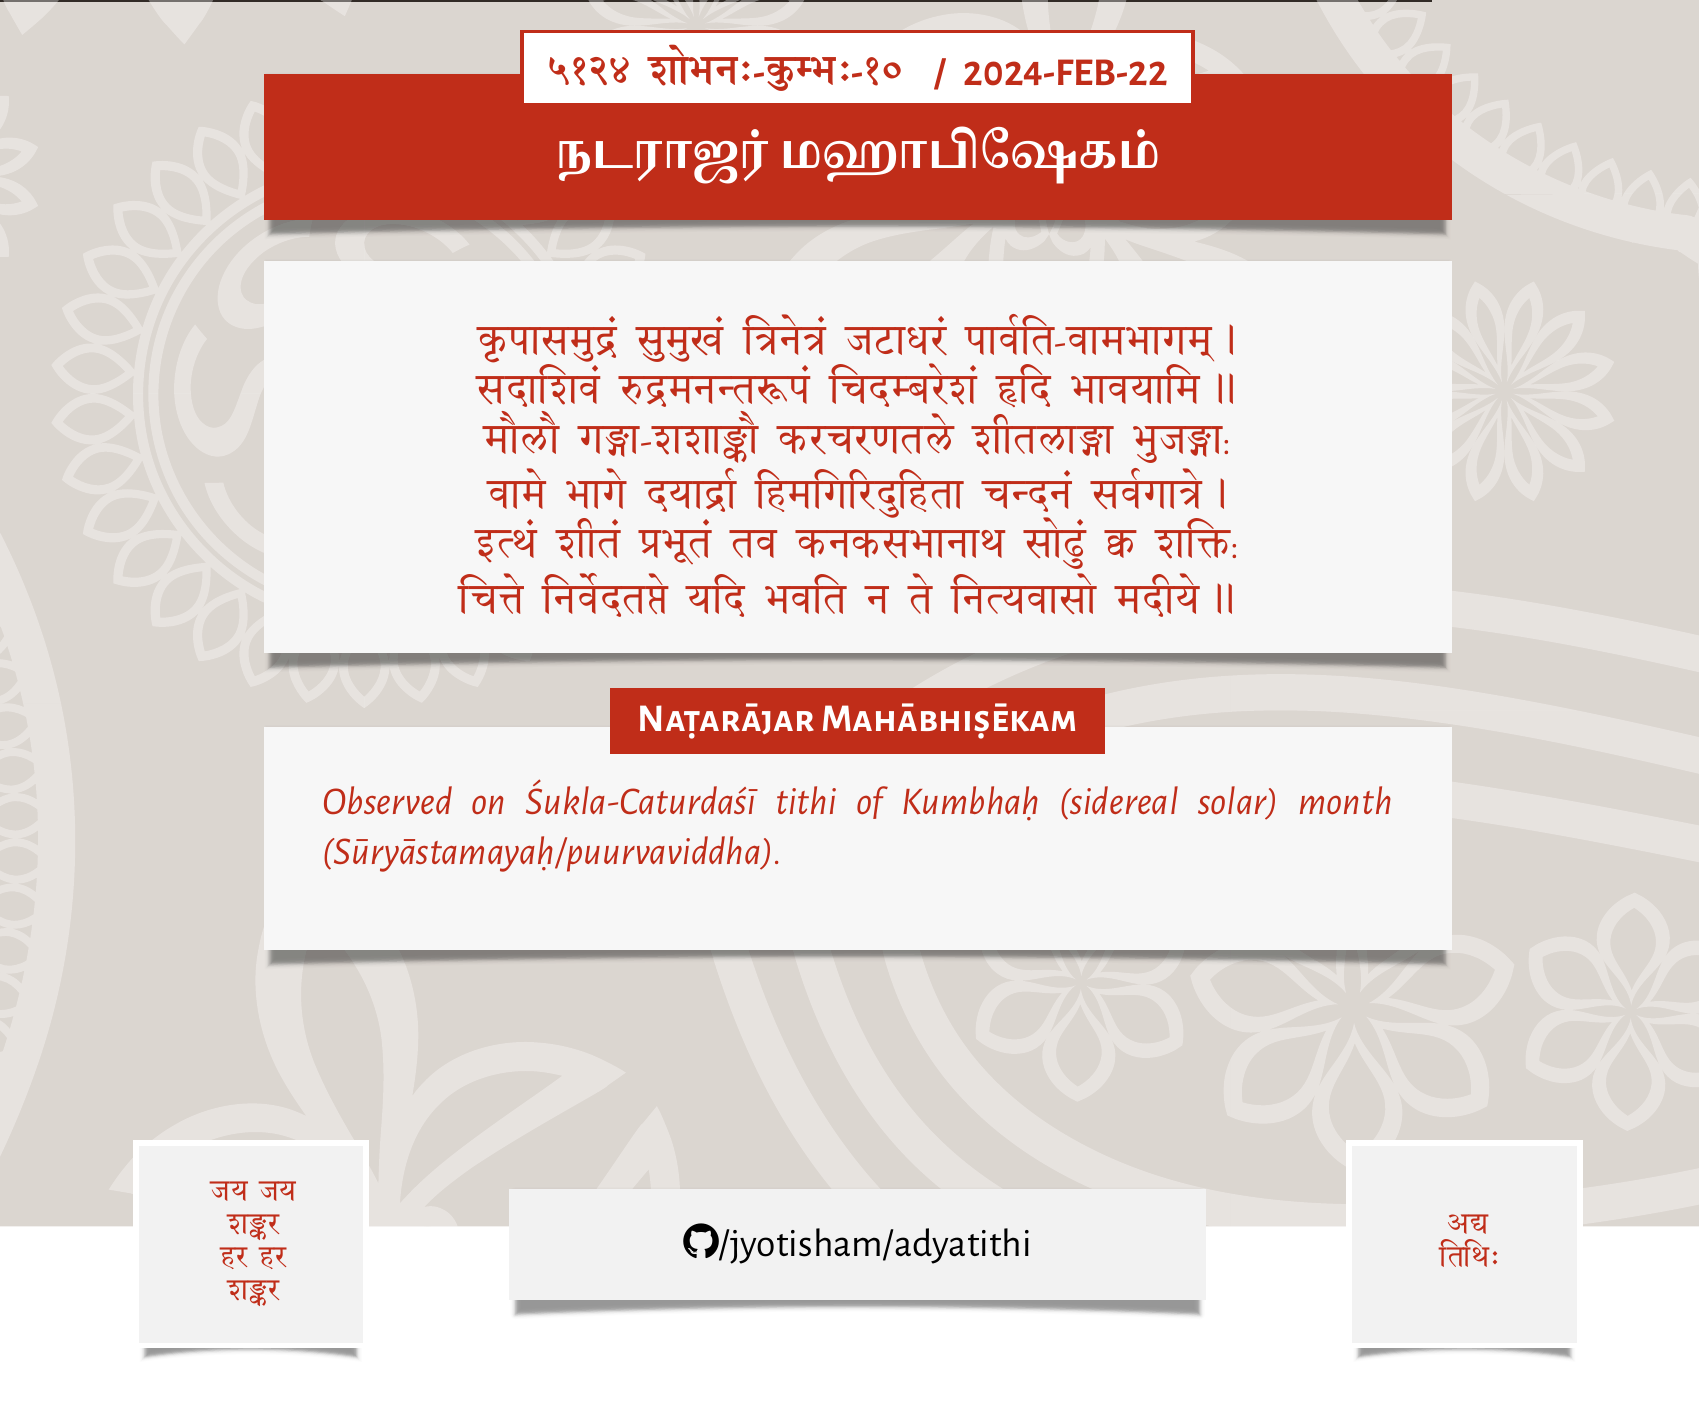 ५१२४ शोभनः-कुम्भः-१० / 2024-FEB-22
நடராஜர் மஹாபிஷேகம்
कृपासमुद्रं सुमुखं त्रिनेत्रं जटाधरं पार्वति-वामभागम्।
सदाशिवं रुद्रमनन्तरूपं चिदम्बरेशं हृदि भावयामि॥
मौलौ गङ्गा-शशाङ्कौ करचरणतले शीतलाङ्गा भुजङ्गाः
वामे भागे दयार्द्रा हिमगिरिदुहिता चन्दनं सर्वगात्रे।
इत्थं शीतं प्रभूतं तव कनकसभानाथ सोढुं क्व शक्तिः
चित्ते निर्वेदतप्ते यदि भवति न ते नित्यवासो मदीये॥
Naṭarājar Mahābhiṣēkam
Observed on Śukla-Caturdaśī tithi of Kumbhaḥ (sidereal solar) month
(Sūryāstamayaḥ/puurvaviddha).
जय जय
शङ्कर
हर हर
शङ्कर
/jyotisham/adyatithi
अद्य
तिथिः